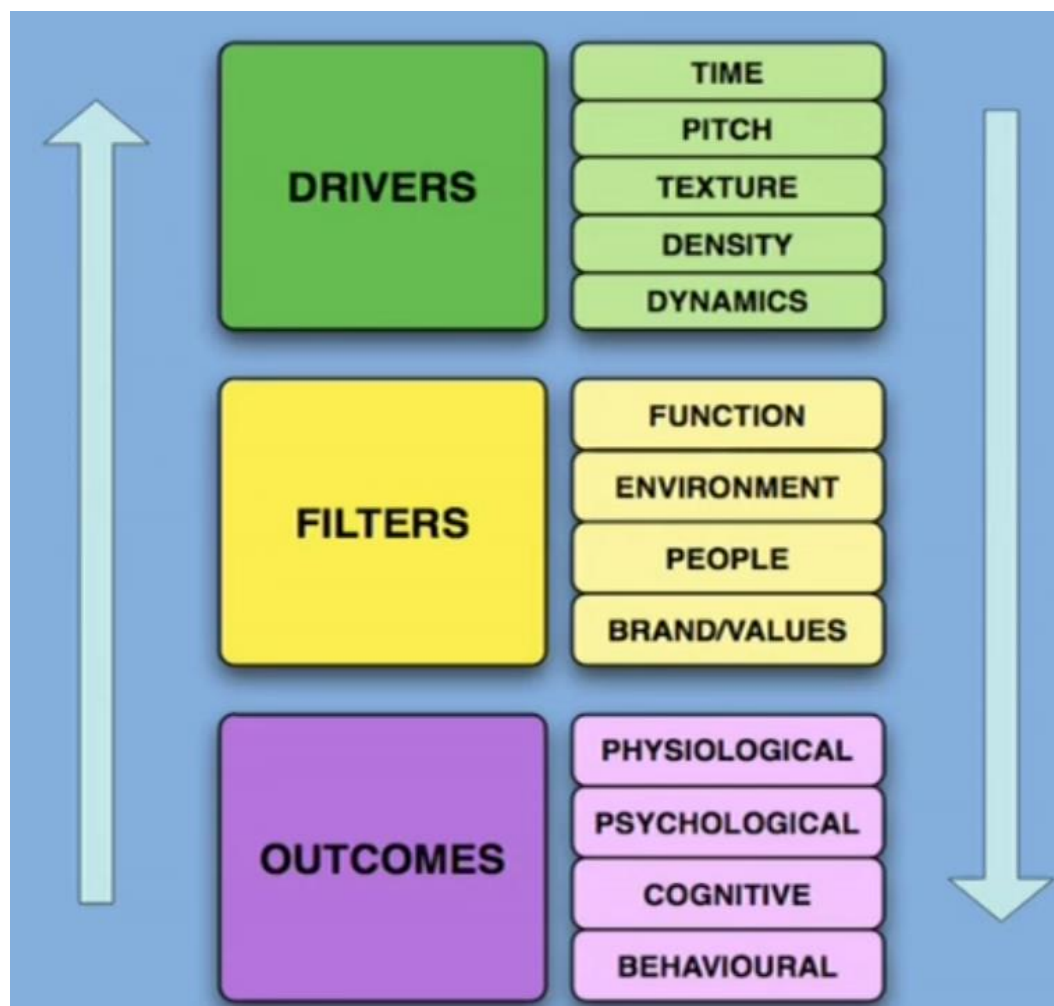 DRIVERS
TIME
PITCH
TEXTURE
DENSITY
DYNAMICS
FILTERS
FUNCTION
ENVIRONMENT
PEOPLE
BRAND/VALUES
OUTCOMES
PHYSIOLOGICAL
PSYCHOLOGICAL
COGNITIVE
BEHAVIOURAL